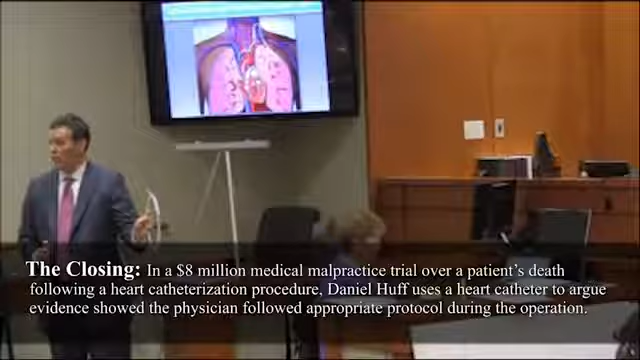 The Closing: In a $8 million medical malpractice trial over a patient's death
following a heart catheterization procedure, Daniel Huff uses a heart catheter to argue
evidence showed the physician followed appropriate protocol during the operation.